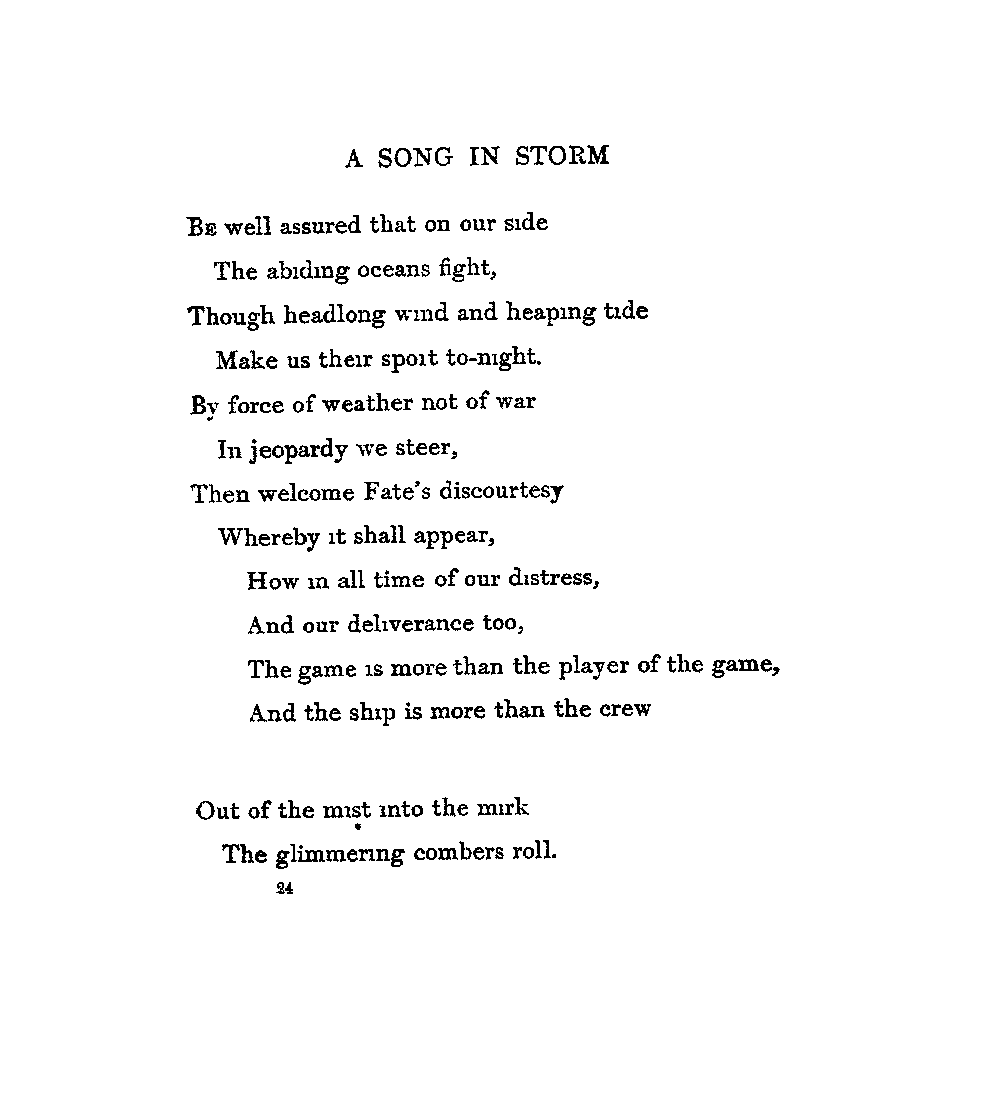 A SONG IN STORM
BE well assured that on our side
The abiding oceans fight,
Though headlong wind and heaping tide
Make us their sport to-night.
By force of weather not of war
In jeopardy we steer,
Then welcome Fate's discourtesy
Whereby it shall appear,
How in all time of our distress,
And our deliverance too,
The game is more than the player of the game,
And the ship is more than the crew
Out of the mist into the mirk
The glimmering combers roll.
24